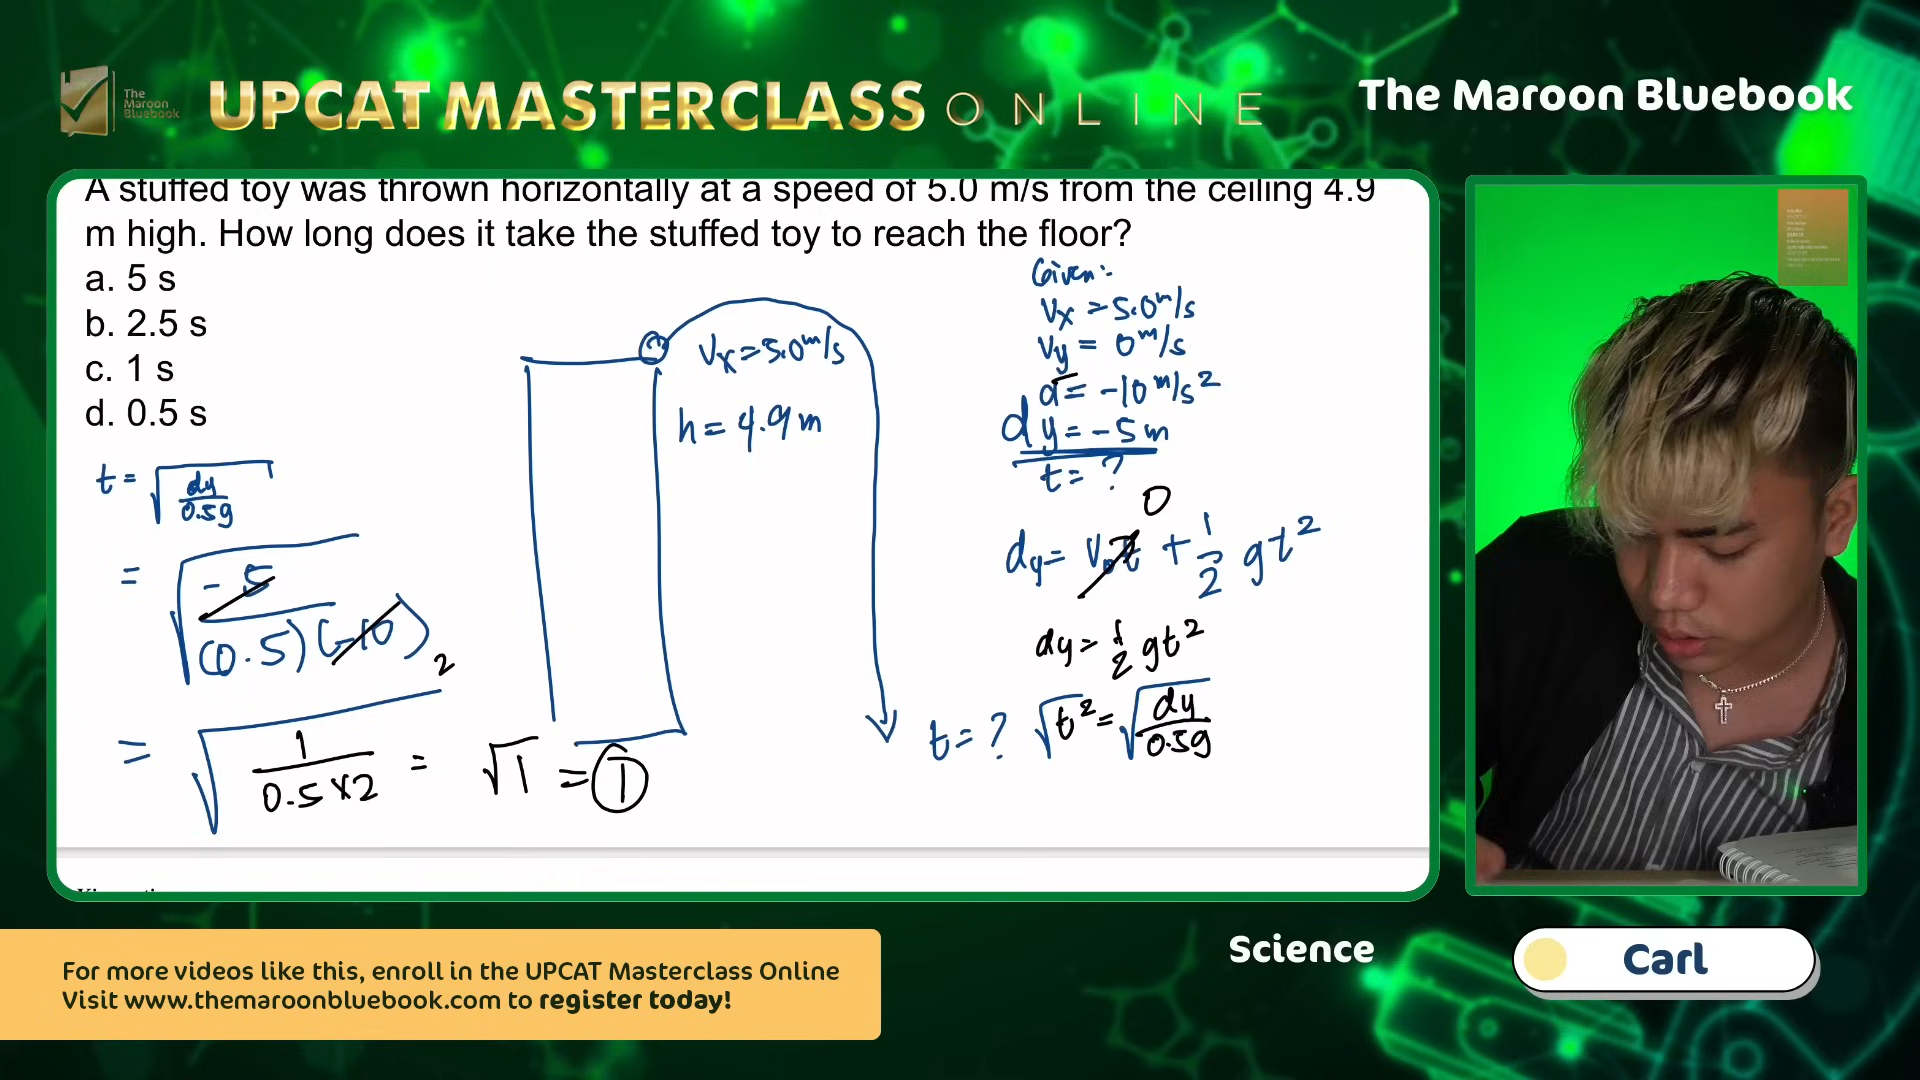 The
Maroon
Bluebook
UPCAT MASTERCLASS ONLINE
The Maroon Bluebook
A stuffed toy was thrown horizontally at a speed of 5.0 m/s from the ceiling 4.9
m high. How long does it take the stuffed toy to reach the floor?
a. 5 s
b. 2.5 s
c. 1 s
d. 0.5 s
Vx = 5.0 m/s
h = 4.9 m
Given:
Vx = 5.0 m/s
Vy = 0 m/s
a = -10 m/s2
dy = -5 m
t = ?
0
dy = V0t + 1/2 gt2
dy = 1/2 gt2
t = ? √t2 = √dy/0.5g
t = √dy/0.5g
= √-5/(0.5)(-10) 2
= √1/0.5x2 = √1 = 1
For more videos like this, enroll in the UPCAT Masterclass Online
Visit www.themaroonbluebook.com to register today!
Science
Carl